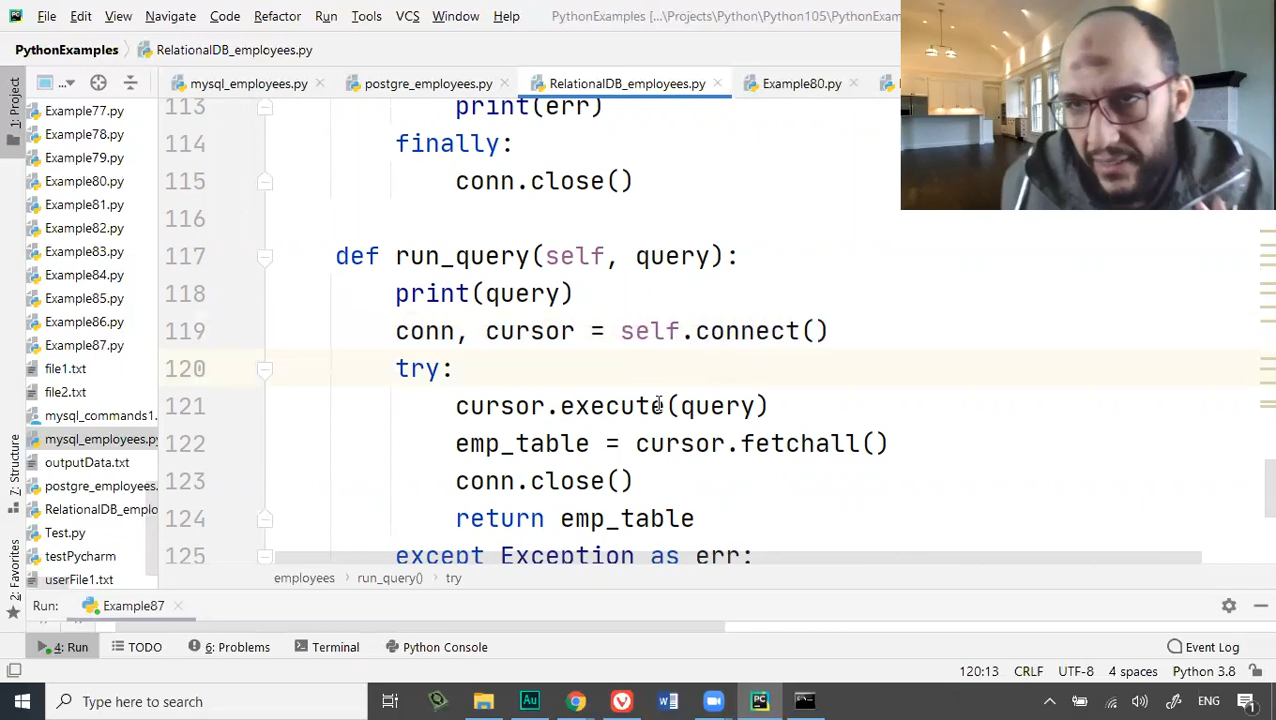 File Edit View Navigate Code Refactor Run Tools VCS Window Help PythonExamples [...\Projects\Python\Python105\PythonExamples
PythonExamples RelationalDB_employees.py
1: Project
mysql_employees.py postgre_employees.py RelationalDB_employees.py Example80.py
Example77.py
Example78.py
Example79.py
Example80.py
Example81.py
Example82.py
Example83.py
Example84.py
Example85.py
Example86.py
Example87.py
file1.txt
file2.txt
mysql_commands1.
mysql_employees.py
outputData.txt
postgre_employees.
RelationalDB_emplo
Test.py
testPycharm
userFile1.txt
7: Structure
2: Favorites
113 print(err)
114 finally:
115 conn.close()
116
117 def run_query(self, query):
118 print(query)
119 conn, cursor = self.connect()
120 try:
121 cursor.execute(query)
122 emp_table = cursor.fetchall()
123 conn.close()
124 return emp_table
125 except Exception as err:
employees run_query() try
Run: Example87
4: Run TODO 6: Problems Terminal Python Console Event Log
120:13 CRLF UTF-8 4 spaces Python 3.8
Type here to search ENG